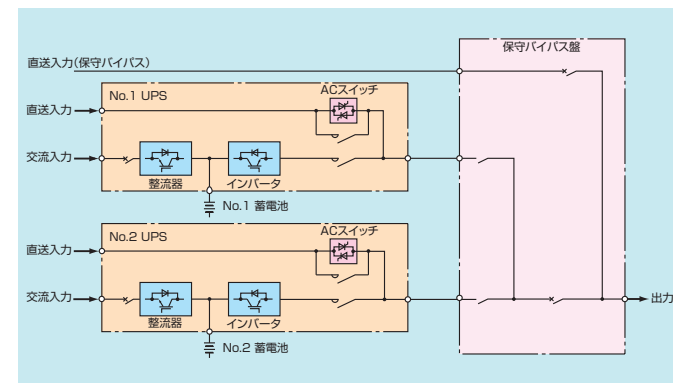 保守バイパス盤
直送入力(保守バイパス)
No.1 UPS
ACスイッチ
直送入力
交流入力
整流器
インバータ
No.1 蓄電池
No.2 UPS
ACスイッチ
直送入力
交流入力
出力
整流器
インバータ
No.2 蓄電池